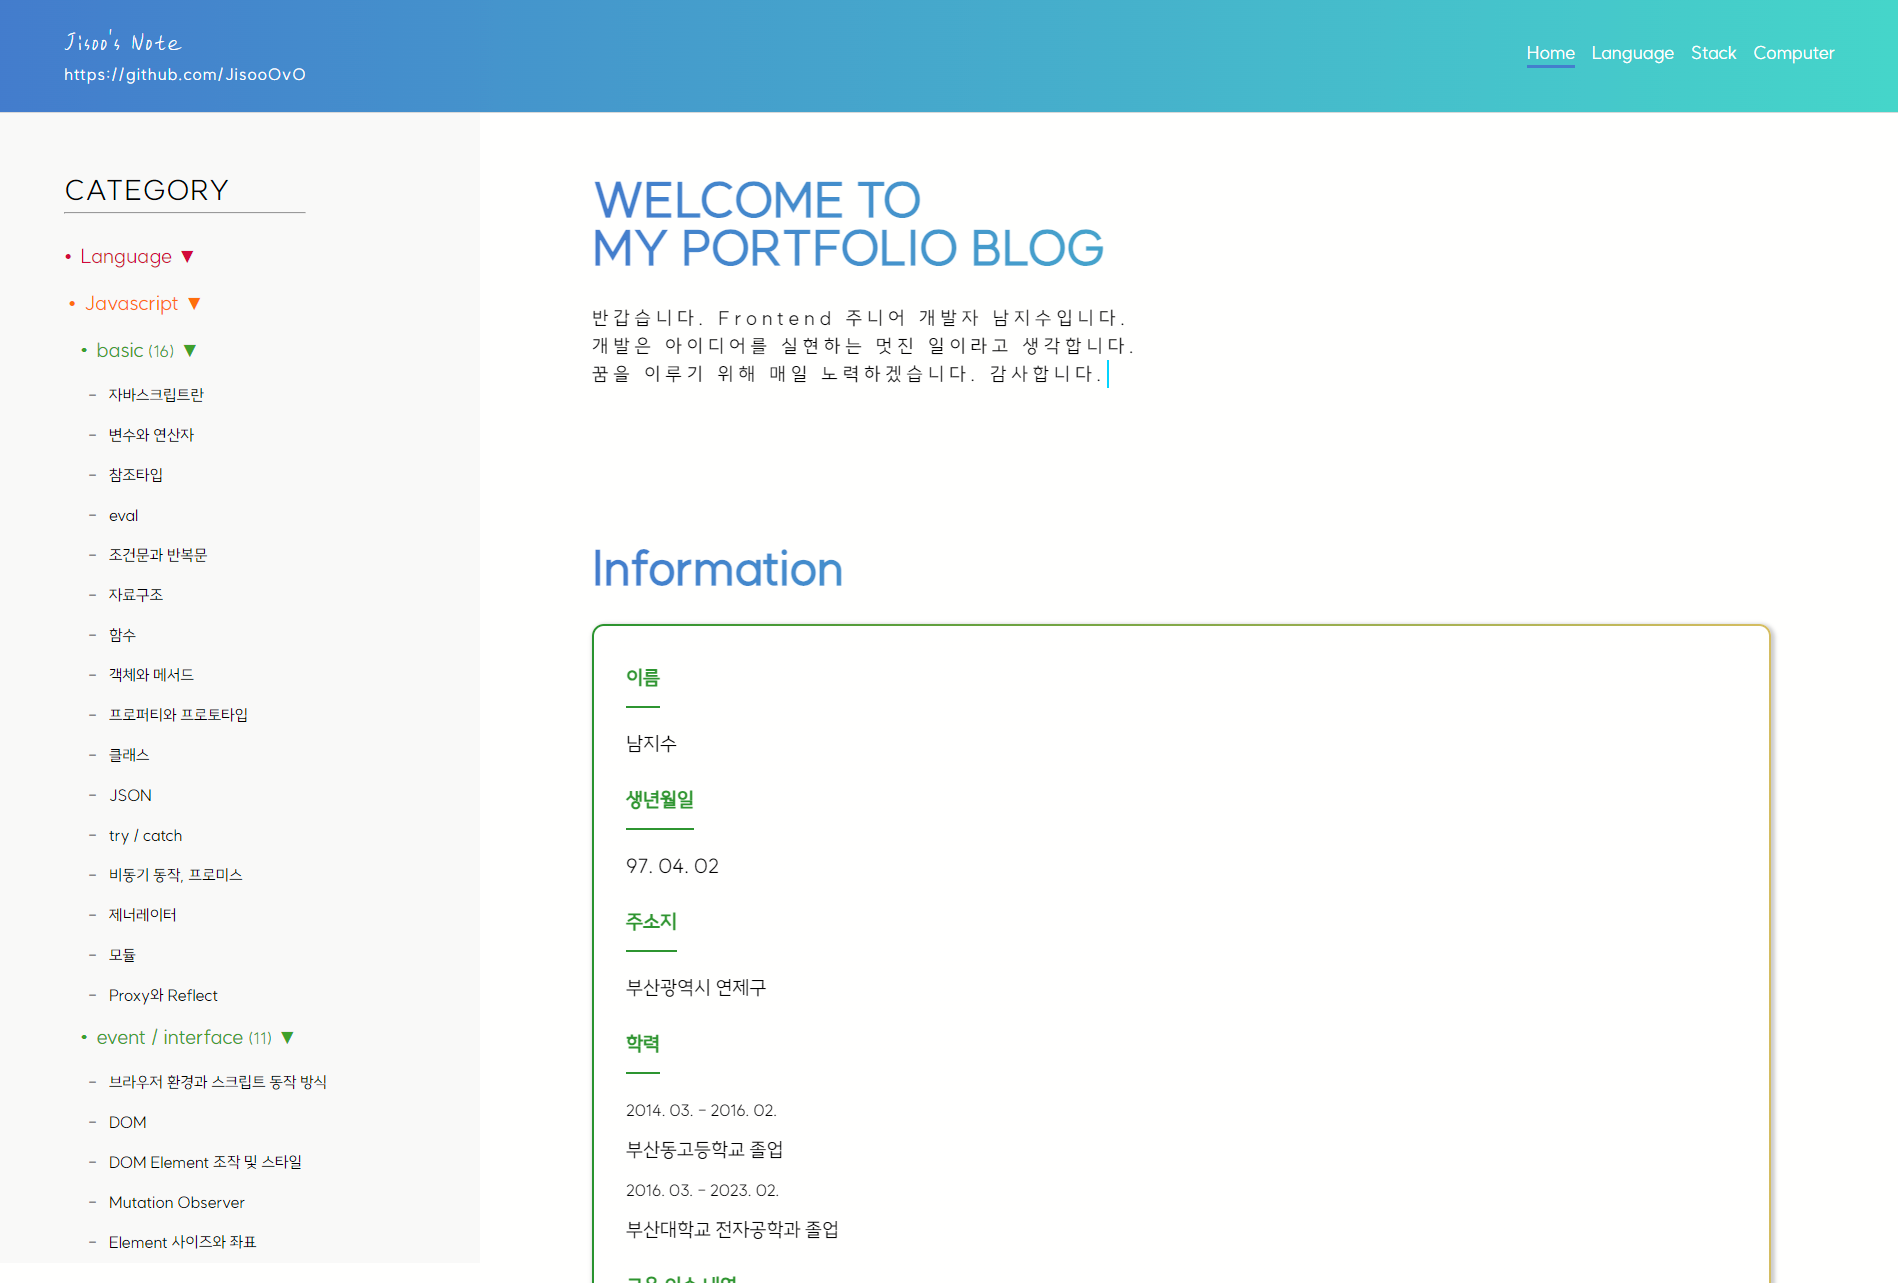 Jisoo's Note
https://github.com/JisooOvO
Home Language Stack Computer
CATEGORY
• Language ▼
• Javascript ▼
• basic (16) ▼
- 자바스크립트란
- 변수와 연산자
- 참조타입
- eval
- 조건문과 반복문
- 자료구조
- 함수
- 객체와 메서드
- 프로퍼티와 프로토타입
- 클래스
- JSON
- try / catch
- 비동기 동작, 프로미스
- 제너레이터
- 모듈
- Proxy와 Reflect
• event / interface (11) ▼
- 브라우저 환경과 스크립트 동작 방식
- DOM
- DOM Element 조작 및 스타일
- Mutation Observer
- Element 사이즈와 좌표
WELCOME TO
MY PORTFOLIO BLOG
반갑습니다. Frontend 주니어 개발자 남지수입니다.
개발은 아이디어를 실현하는 멋진 일이라고 생각합니다.
꿈을 이루기 위해 매일 노력하겠습니다. 감사합니다.
Information
이름
남지수
생년월일
97. 04. 02
주소지
부산광역시 연제구
학력
2014. 03. - 2016. 02.
부산동고등학교 졸업
2016. 03. - 2023. 02.
부산대학교 전자공학과 졸업